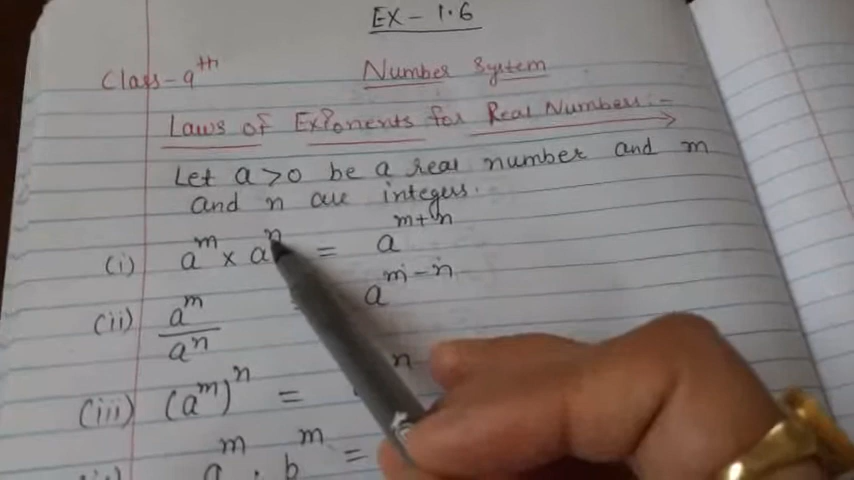 EX - 1.6
Class - 9th
Number System
Laws of Exponents for Real Numbers :-
Let a > 0 be a real number and m
and n are integers.
(i) a^m × a^n = a^(m+n)
(ii) a^m / a^n = a^(m-n)
(iii) (a^m)^n = n
a^m . b^m =